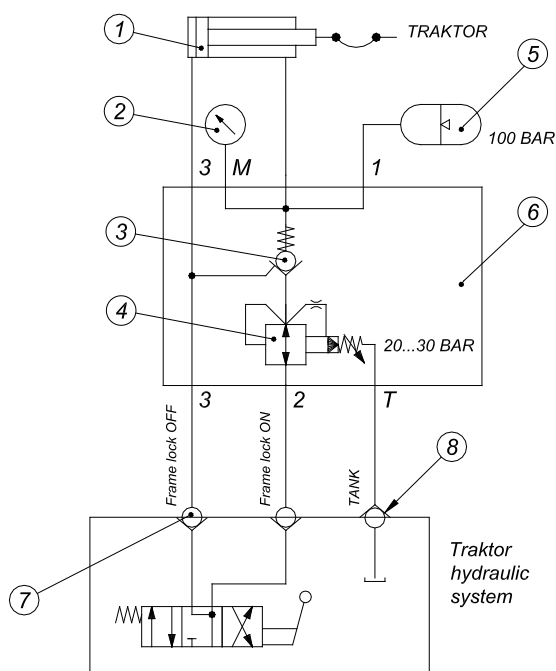 1
TRAKTOR
5
2
100 BAR
3
M
1
6
3
4
20...30 BAR
3
2
T
Frame lock OFF
Frame lock ON
TANK
8
Traktor
hydraulic
system
7